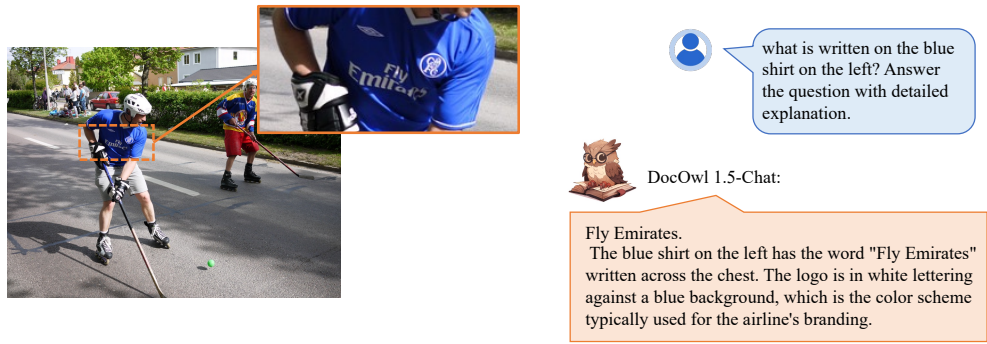 Fly
Emirates
what is written on the blue
shirt on the left? Answer
the question with detailed
explanation.
DocOwl 1.5-Chat:
Fly Emirates.
The blue shirt on the left has the word "Fly Emirates"
written across the chest. The logo is in white lettering
against a blue background, which is the color scheme
typically used for the airline's branding.